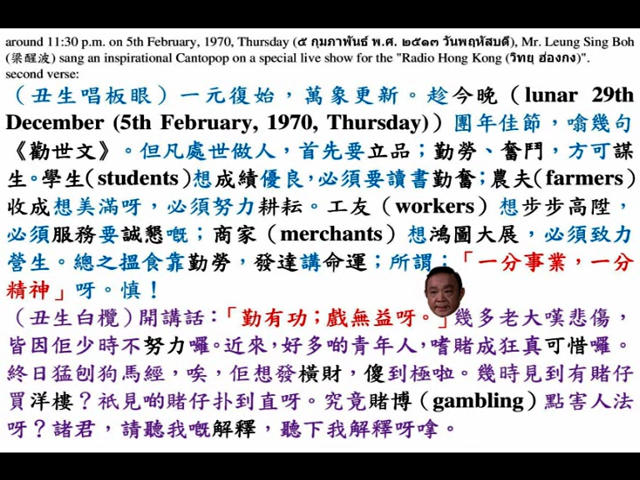 around 11:30 p.m. on 5th February, 1970, Thursday (๕ กุมภาพันธ์ พ.ศ. ๒๕๑๓ วันพฤหัสบดี), Mr. Leung Sing Boh
(梁醒波) sang an inspirational Cantopop on a special live show for the "Radio Hong Kong (วิทยุ ฮ่องกง)".
second verse:
（丑生唱板眼）一元復始，萬象更新。趁今晚（lunar 29th
December (5th February, 1970, Thursday)）團年佳節，噏幾句
《勸世文》。但凡處世做人，首先要立品；勤勞、奮鬥，方可謀
生。學生（students）想成績優良，必須要讀書勤奮；農夫（farmers）
收成想美滿呀，必須努力耕耘。工友（workers）想步步高陞，
必須服務要誠懇嘅；商家（merchants）想鴻圖大展，必須致力
營生。總之搵食靠勤勞，發達講命運；所謂：「一分事業，一分
精神」呀。慎！
（丑生白欖）開講話：「勤有功；戲無益呀。」幾多老大嘆悲傷，
皆因佢少時不努力囉。近來，好多啲青年人，嗜賭成狂真可惜囉。
終日猛刨狗馬經，唉，佢想發橫財，傻到極啦。幾時見到有賭仔
買洋樓？祇見啲賭仔扑到直呀。究竟賭博（gambling）點害人法
呀？諸君，請聽我嘅解釋，聽下我解釋呀嗱。